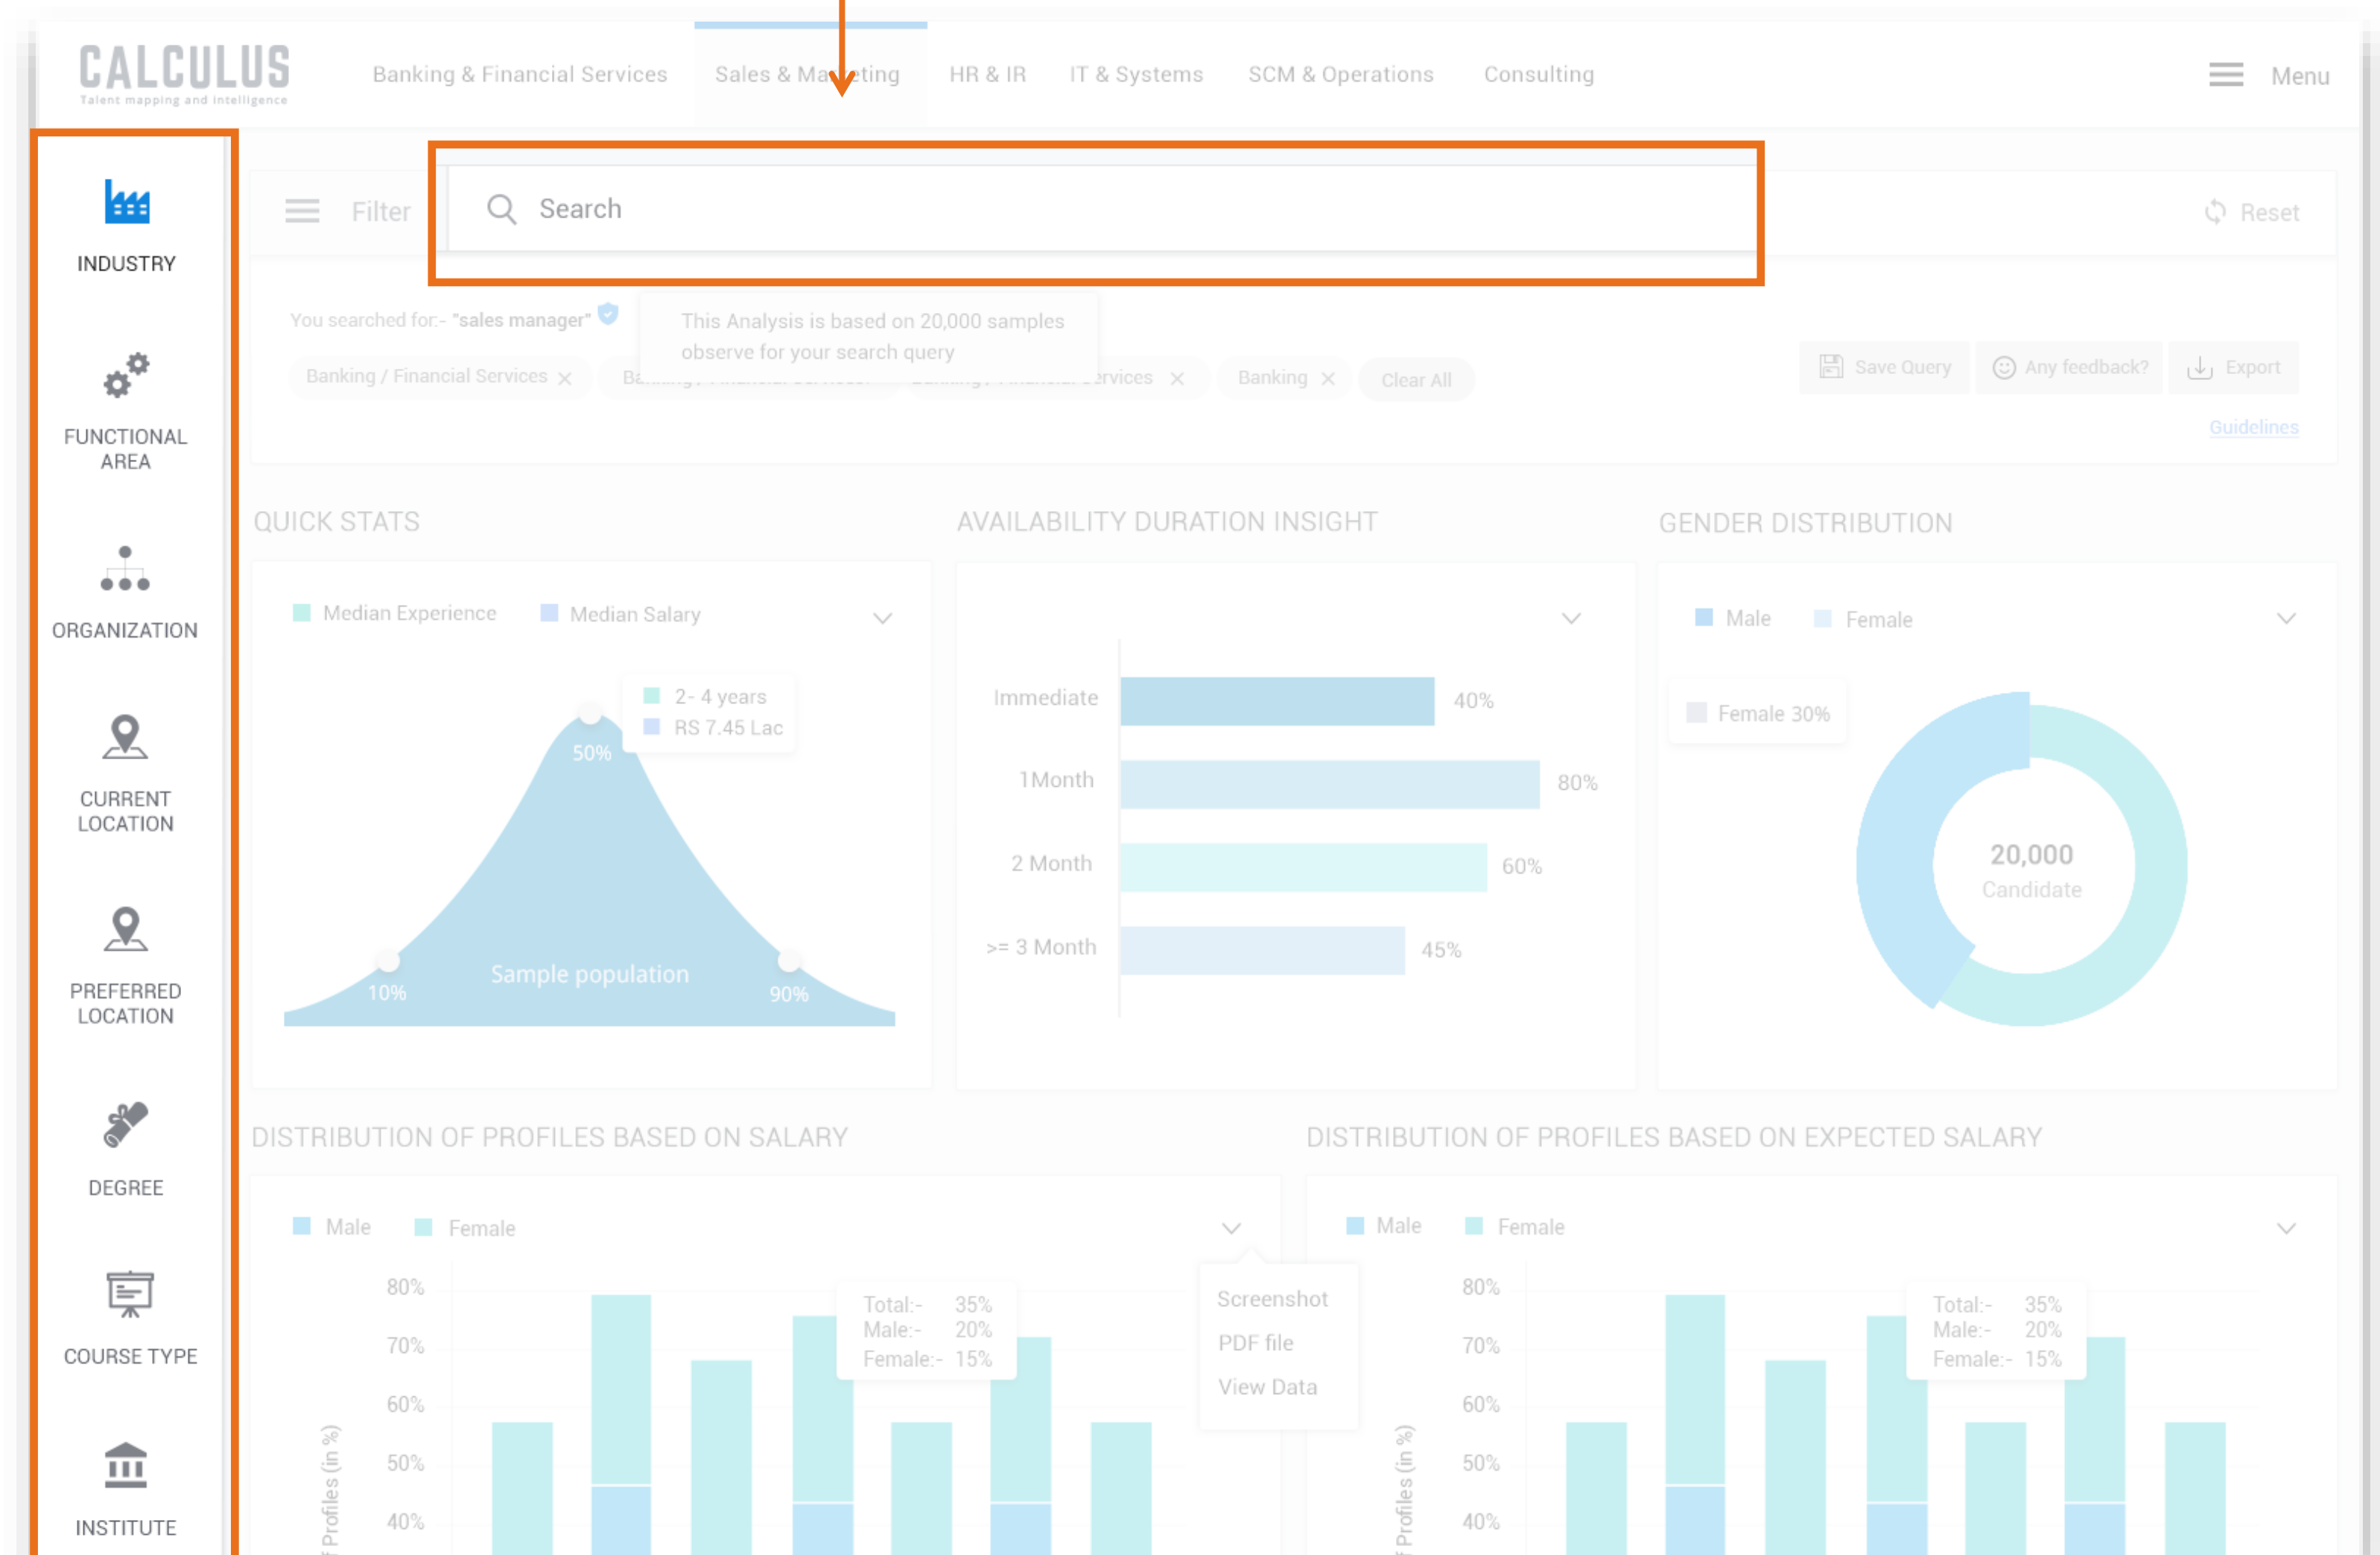 CALCULUS
Talent mapping and intelligence
Banking & Financial Services
Sales & Marketing
HR & IR
IT & Systems
SCM & Operations
Consulting
Menu
INDUSTRY
FUNCTIONAL
AREA
ORGANIZATION
CURRENT
LOCATION
PREFERRED
LOCATION
DEGREE
COURSE TYPE
INSTITUTE
Filter
Search
Reset
You searched for:- "sales manager"
This Analysis is based on 20,000 samples
observe for your search query
Banking / Financial Services
Banking
Clear All
Save Query
Any feedback?
Export
Guidelines
QUICK STATS
Median Experience
Median Salary
2- 4 years
RS 7.45 Lac
50%
10%
Sample population
90%
AVAILABILITY DURATION INSIGHT
Immediate
40%
1Month
80%
2 Month
60%
>= 3 Month
45%
GENDER DISTRIBUTION
Male
Female
Female 30%
20,000
Candidate
DISTRIBUTION OF PROFILES BASED ON SALARY
Male
Female
80%
70%
60%
50%
40%
Profiles (in %)
Total:- 35%
Male:- 20%
Female:- 15%
Screenshot
PDF file
View Data
DISTRIBUTION OF PROFILES BASED ON EXPECTED SALARY
Male
Female
80%
70%
60%
50%
40%
Profiles (in %)
Total:- 35%
Male:- 20%
Female:- 15%